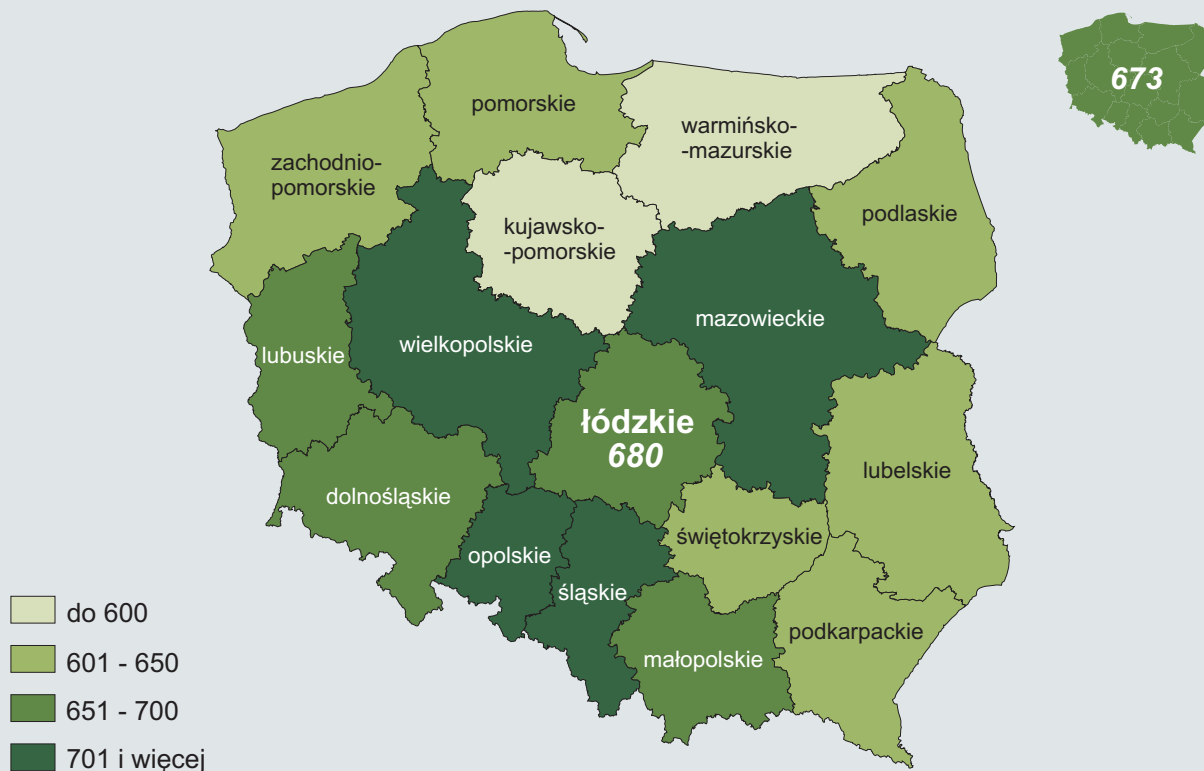 pomorskie
673
warmińsko-
-mazurskie
zachodnio-
pomorskie
podlaskie
kujawsko-
-pomorskie
mazowieckie
wielkopolskie
lubuskie
łódzkie
680
lubelskie
dolnośląskie
świętokrzyskie
opolskie
śląskie
podkarpackie
małopolskie
do 600
601 - 650
651 - 700
701 i więcej